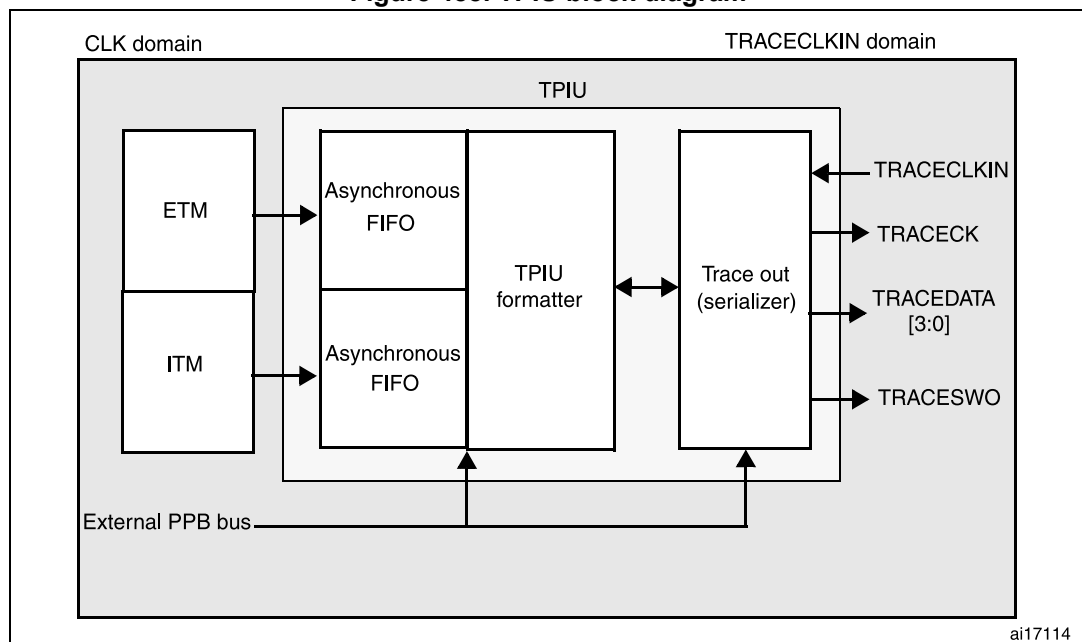 CLK domain
TRACECLKIN domain
TPIU
ETM
Asynchronous
FIFO
TPIU
formatter
Trace out
(serializer)
TRACECLKIN
TRACECK
TRACEDATA
[3:0]
TRACESWO
ITM
Asynchronous
FIFO
External PPB bus
ai17114